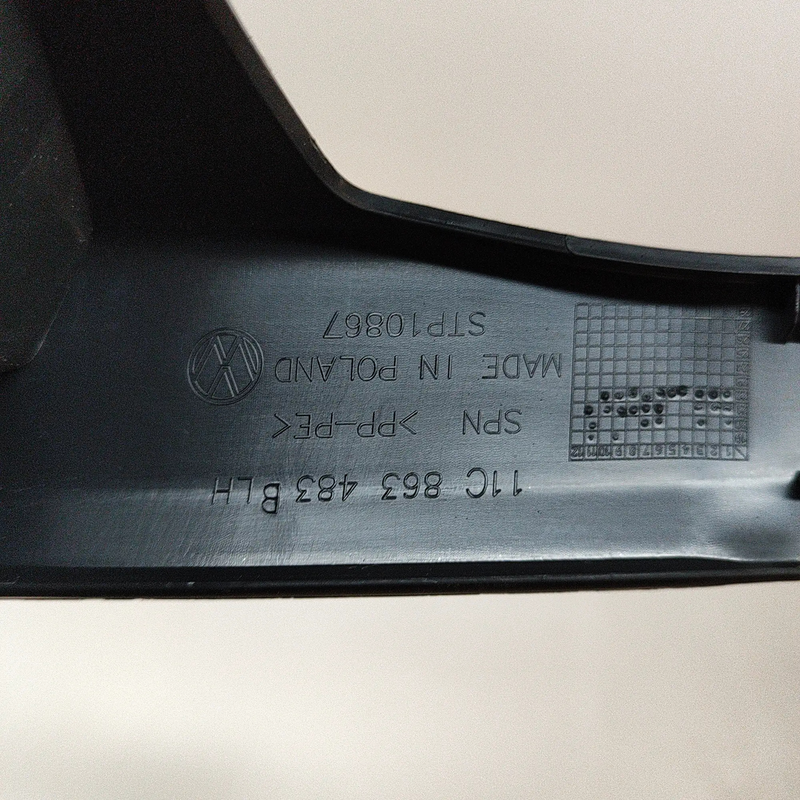 11C 863 483 B LH
SPN >PP-PE<
MADE IN POLAND
STP10867